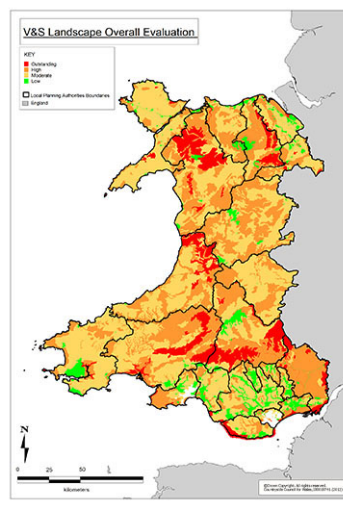 V&S Landscape Overall Evaluation
KEY
Outstanding
High
Moderate
Low
Local Planning Authorities Boundaries
England
N
0 25 50
kilometers